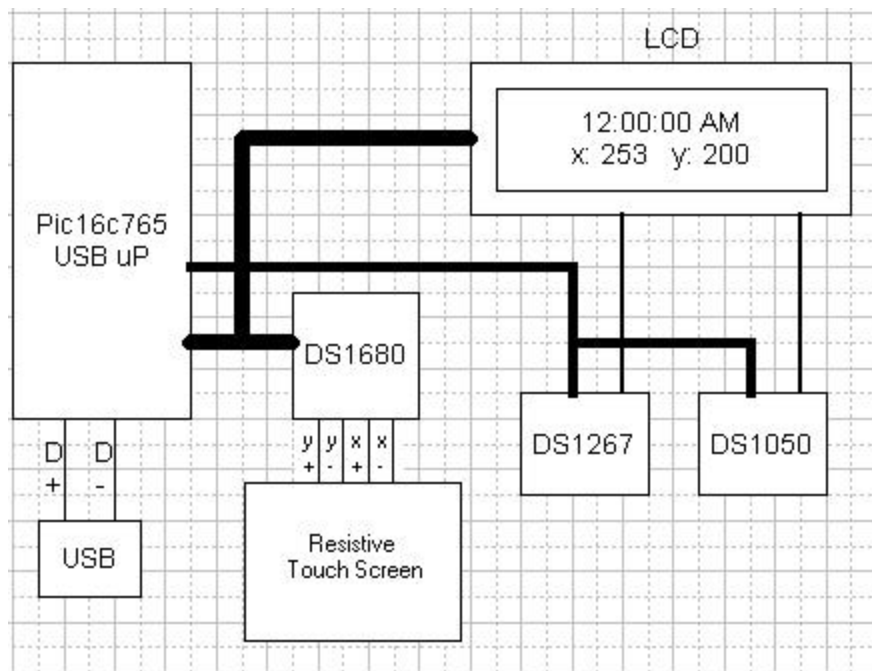 LCD
12:00:00 AM
x: 253 y: 200
Pic16c765
USB uP
DS1680
DS1267
DS1050
D D
+ -
y y x x
+ - + -
USB
Resistive
Touch Screen